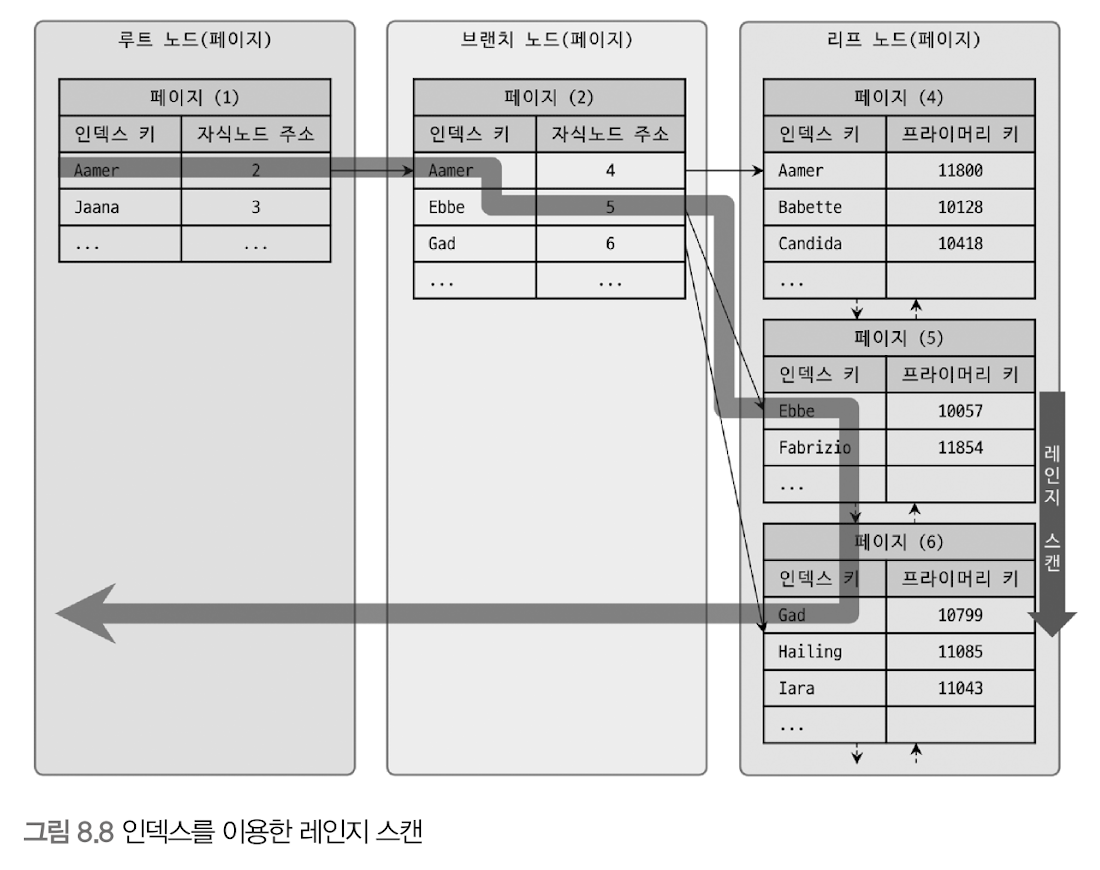 루트 노드(페이지)
페이지 (1)
인덱스 키 자식노드 주소
Aamer 2
Jaana 3
... ...
브랜치 노드(페이지)
페이지 (2)
인덱스 키 자식노드 주소
Aamer 4
Ebbe 5
Gad 6
... ...
리프 노드(페이지)
페이지 (4)
인덱스 키 프라이머리 키
Aamer 11800
Babette 10128
Candida 10418
...
페이지 (5)
인덱스 키 프라이머리 키
Ebbe 10057
Fabrizio 11854
...
페이지 (6)
인덱스 키 프라이머리 키
Gad 10799
Hailing 11085
Iara 11043
...
레인지 스캔
그림 8.8 인덱스를 이용한 레인지 스캔